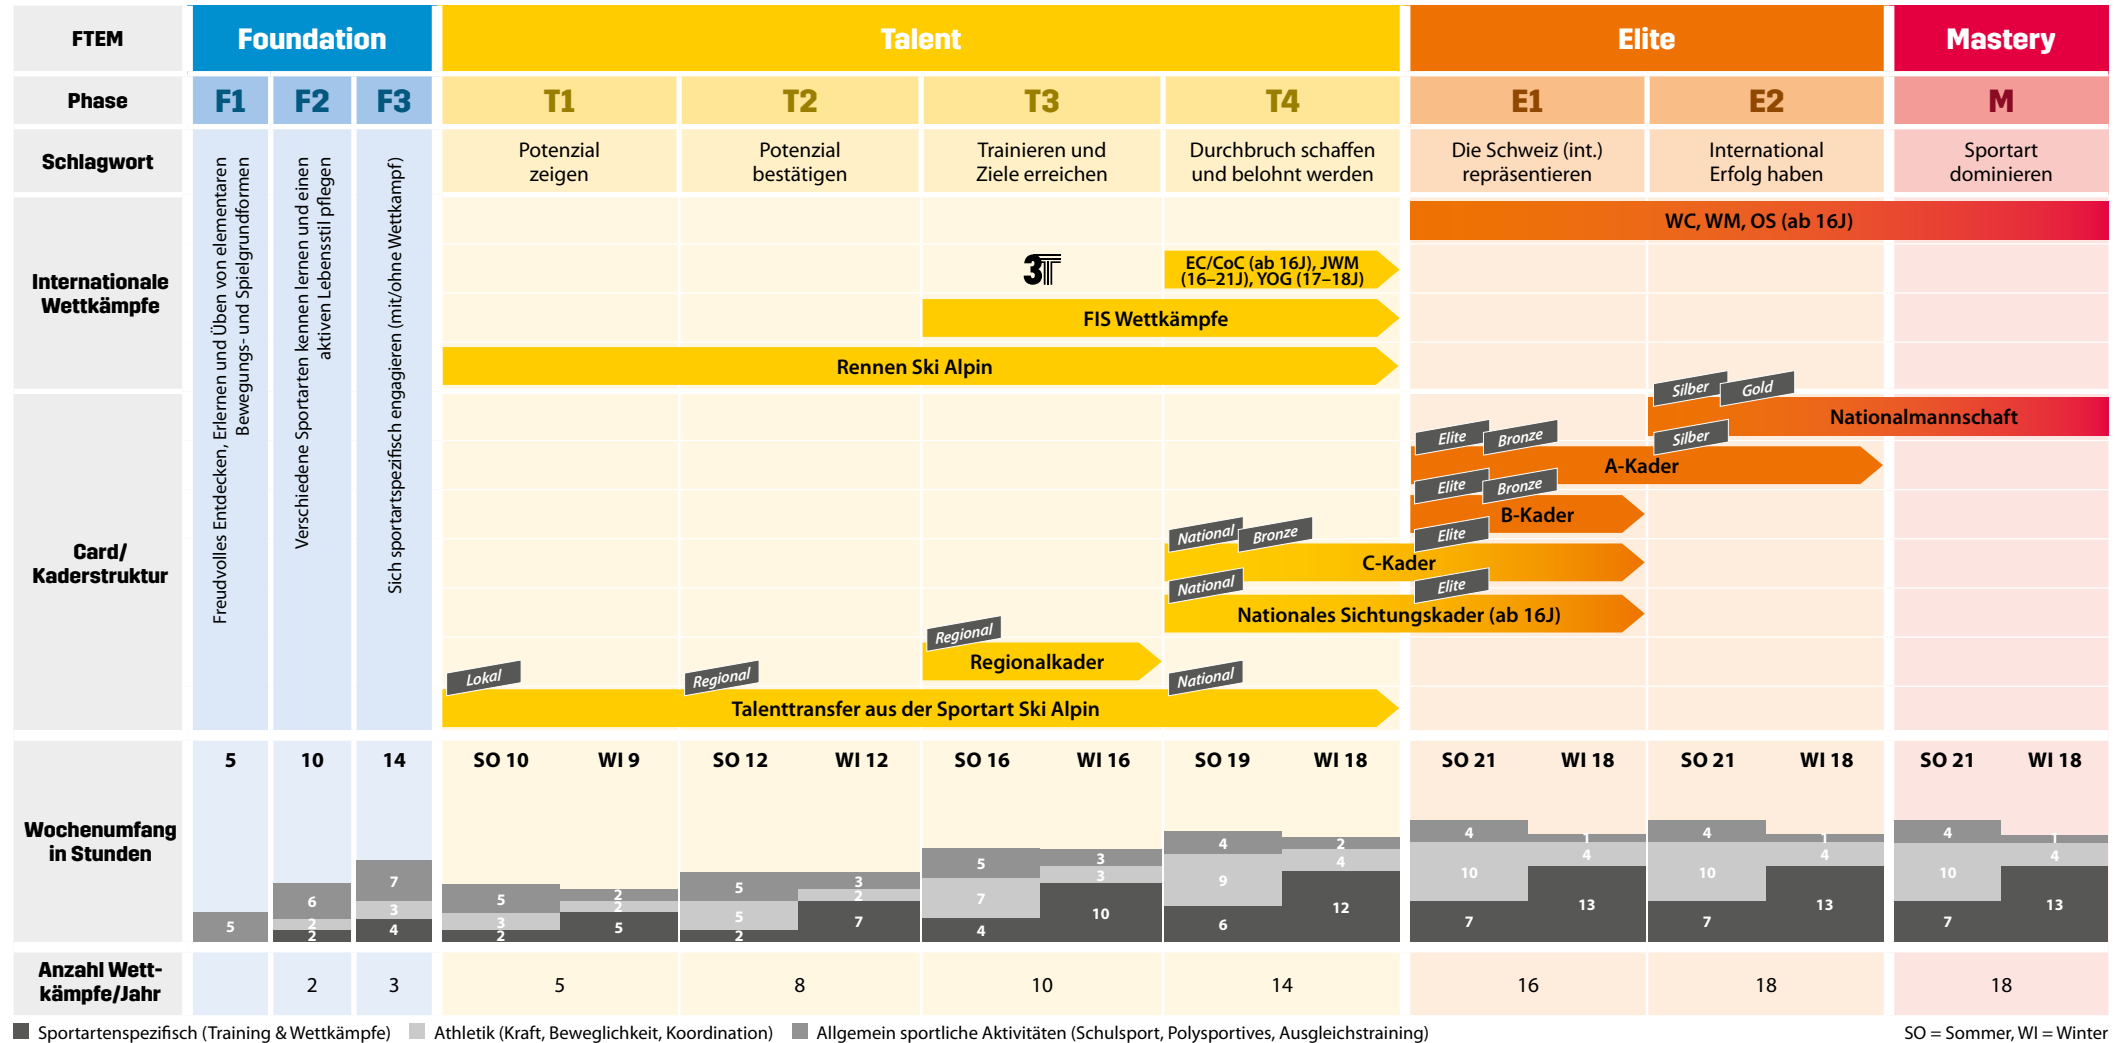 FTEM
Foundation
Talent
Elite
Mastery
Phase
F1
F2
F3
T1
T2
T3
T4
E1
E2
M
Schlagwort
Freudvolles Entdecken, Erlernen und Üben von elementaren
Bewegungs- und Spielgrundformen
Verschiedene Sportarten kennen lernen und einen
aktiven Lebensstil pflegen
Sich sportartspezifisch engagieren (mit/ohne Wettkampf)
Potenzial
zeigen
Potenzial
bestätigen
Trainieren und
Ziele erreichen
Durchbruch schaffen
und belohnt werden
Die Schweiz (int.)
repräsentieren
International
Erfolg haben
Sportart
dominieren
Internationale
Wettkämpfe
WC, WM, OS (ab 16J)
3T
EC/CoC (ab 16J), JWM
(16–21J), YOG (17–18J)
FIS Wettkämpfe
Rennen Ski Alpin
Card/
Kaderstruktur
Silber
Gold
Nationalmannschaft
Elite
Bronze
Silber
A-Kader
Elite
Bronze
B-Kader
National
Bronze
Elite
C-Kader
National
Elite
Nationales Sichtungskader (ab 16J)
Regional
Regionalkader
Lokal
Regional
National
Talenttransfer aus der Sportart Ski Alpin
Wochenumfang
in Stunden
5
10
14
SO 10
WI 9
SO 12
WI 12
SO 16
WI 16
SO 19
WI 18
SO 21
WI 18
SO 21
WI 18
SO 21
WI 18
5
6
2
2
7
3
4
5
3
2
2
2
5
5
5
2
3
2
7
5
7
4
3
3
10
4
9
6
2
4
12
4
10
7
1
4
13
4
10
7
1
4
13
4
10
7
1
4
13
Anzahl Wett-
kämpfe/Jahr
2
3
5
8
10
14
16
18
18
Sportartenspezifisch (Training & Wettkämpfe)
Athletik (Kraft, Beweglichkeit, Koordination)
Allgemein sportliche Aktivitäten (Schulsport, Polysportives, Ausgleichstraining)
SO = Sommer, WI = Winter